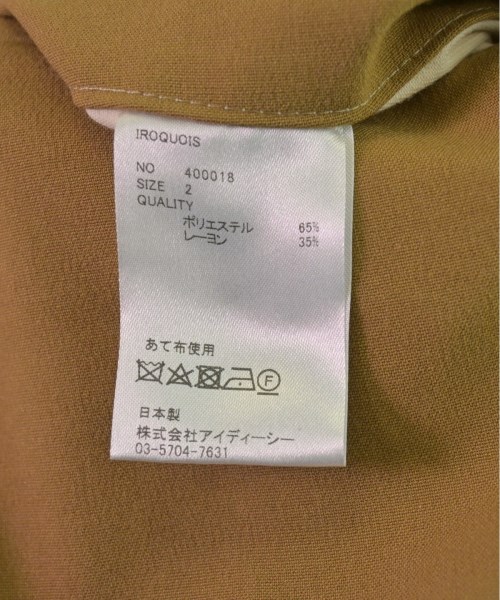 IROQUOIS
NO 400018
SIZE 2
QUALITY
ポリエステル 65%
レーヨン 35%
あて布使用
F
日本製
株式会社アイディーシー
03-5704-7631